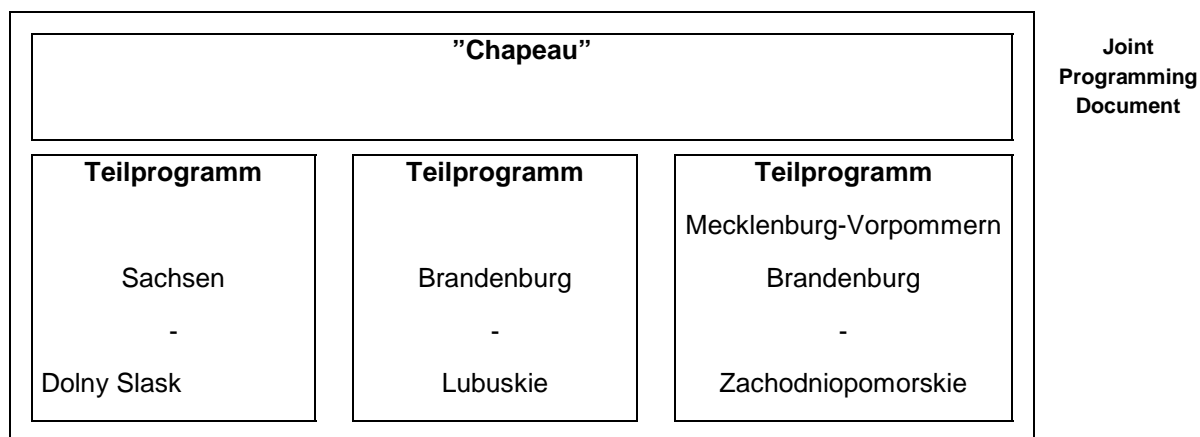 ”Chapeau”
Joint
Programming
Document
Teilprogramm
Sachsen
-
Dolny Slask
Teilprogramm
Brandenburg
-
Lubuskie
Teilprogramm
Mecklenburg-Vorpommern
Brandenburg
-
Zachodniopomorskie